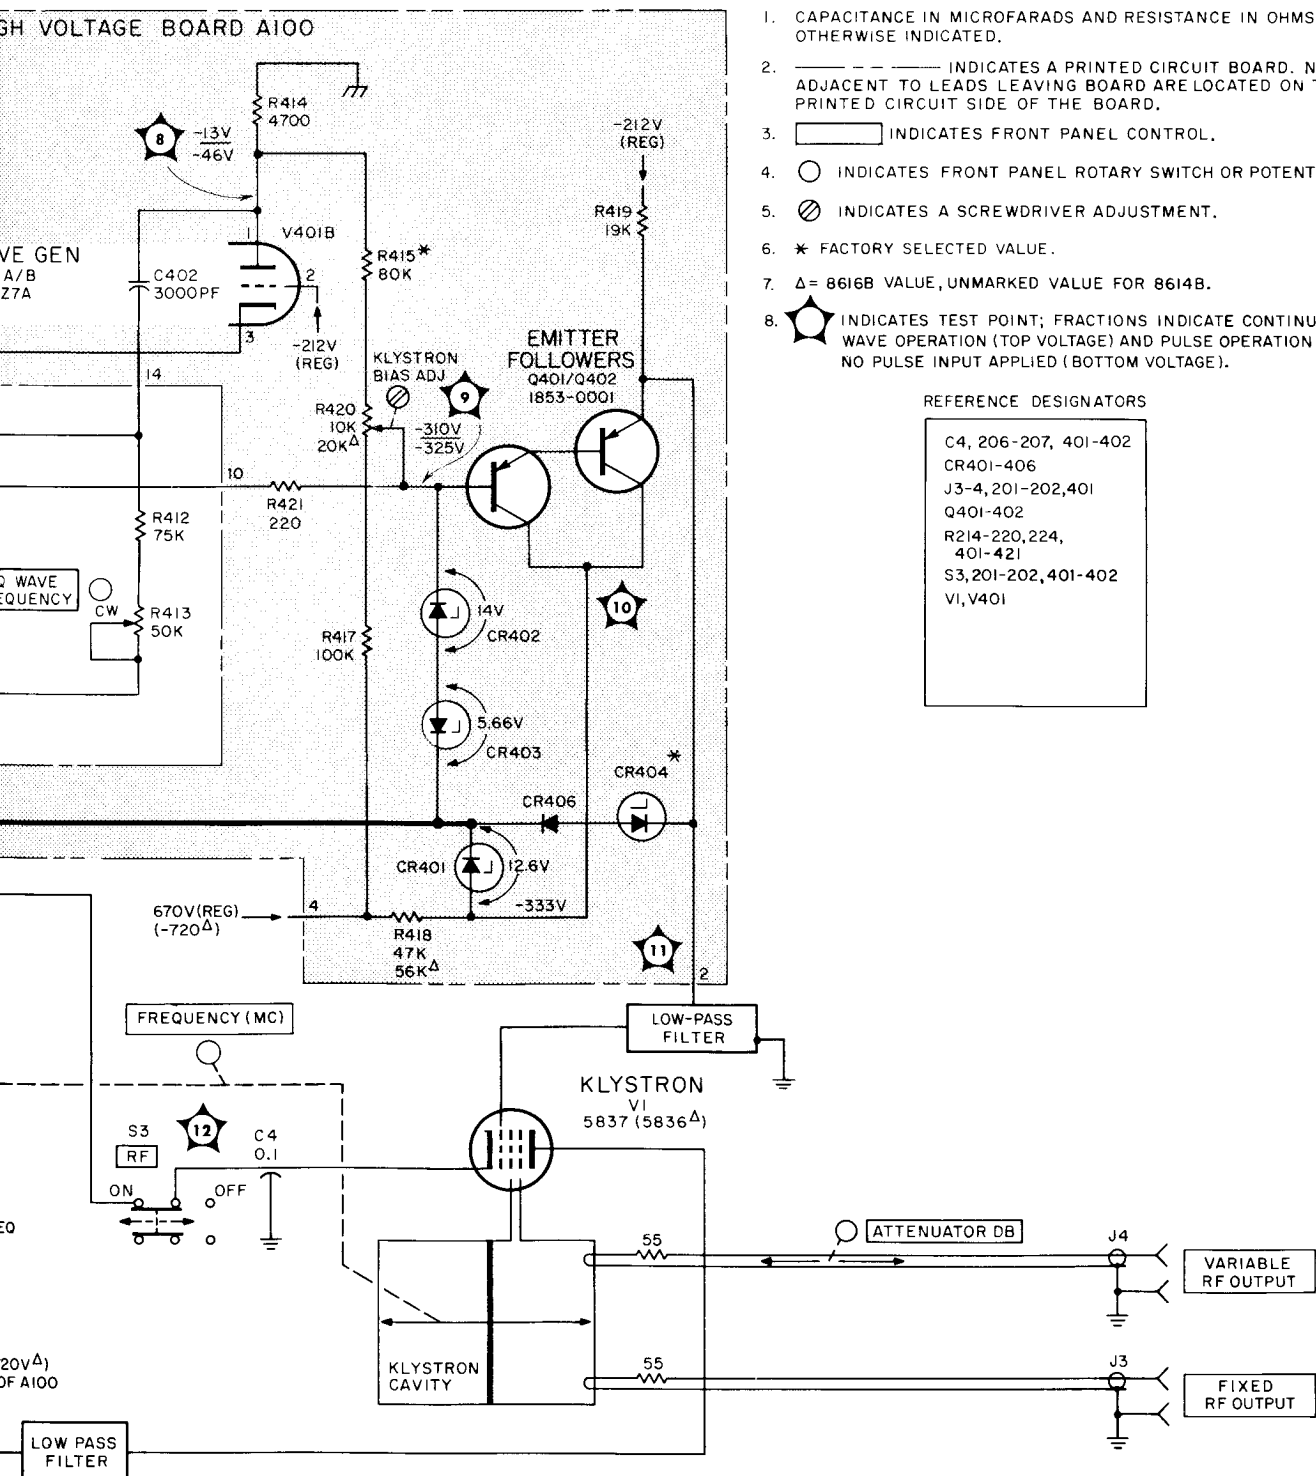 GH VOLTAGE BOARD A100
R414
4700
8
-13V
-46V
-212V
(REG)
R419
19K
1
V401B
VE GEN
A/B
Z7A
C402
3000PF
2
3
R415*
80K
-212V
(REG)
14
KLYSTRON
BIAS ADJ
9
EMITTER
FOLLOWERS
Q401/Q402
1853-0001
R420
10K
20KΔ
-310V
-325V
10
R421
220
R412
75K
Q WAVE
EQUENCY
CW
R413
50K
R417
100K
14V
CR402
10
5.66V
CR403
CR404
*
CR406
CR401
12.6V
-333V
670V(REG)
(-720Δ)
4
R418
47K
56KΔ
11
2
LOW-PASS
FILTER
FREQUENCY (MC)
KLYSTRON
V1
5837 (5836Δ)
S3
RF
12
C4
0.1
ON
OFF
EQ
55
ATTENUATOR DB
J4
VARIABLE
RF OUTPUT
KLYSTRON
CAVITY
55
J3
FIXED
RF OUTPUT
20VΔ)
OF A100
LOW PASS
FILTER
1. CAPACITANCE IN MICROFARADS AND RESISTANCE IN OHMS
OTHERWISE INDICATED.
2. INDICATES A PRINTED CIRCUIT BOARD. N
ADJACENT TO LEADS LEAVING BOARD ARE LOCATED ON T
PRINTED CIRCUIT SIDE OF THE BOARD.
3. INDICATES FRONT PANEL CONTROL.
4. INDICATES FRONT PANEL ROTARY SWITCH OR POTENT
5. INDICATES A SCREWDRIVER ADJUSTMENT.
6. * FACTORY SELECTED VALUE.
7. Δ= 8616B VALUE, UNMARKED VALUE FOR 8614B.
8. INDICATES TEST POINT; FRACTIONS INDICATE CONTINU
WAVE OPERATION (TOP VOLTAGE) AND PULSE OPERATION
NO PULSE INPUT APPLIED (BOTTOM VOLTAGE).
REFERENCE DESIGNATORS
C4, 206-207, 401-402
CR401-406
J3-4, 201-202, 401
Q401-402
R214-220, 224,
401-421
S3, 201-202, 401-402
V1, V401